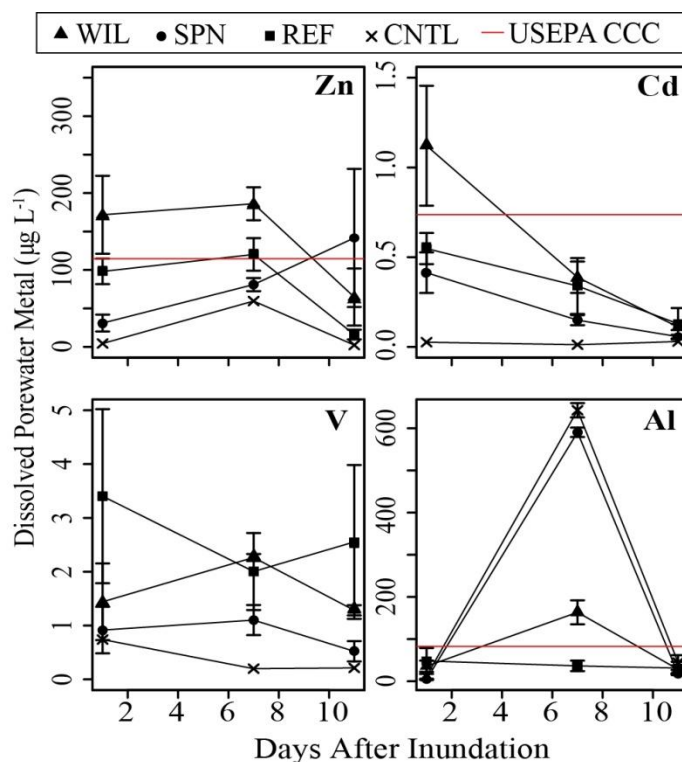 WIL SPN REF CNTL USEPA CCC
Zn
0 100 200 300
Cd
0.0 0.5 1.0 1.5
V
0 1 2 3 4 5
2 4 6 8 10
Al
0 200 400 600
2 4 6 8 10
Dissolved Porewater Metal (µg L⁻¹)
Days After Inundation